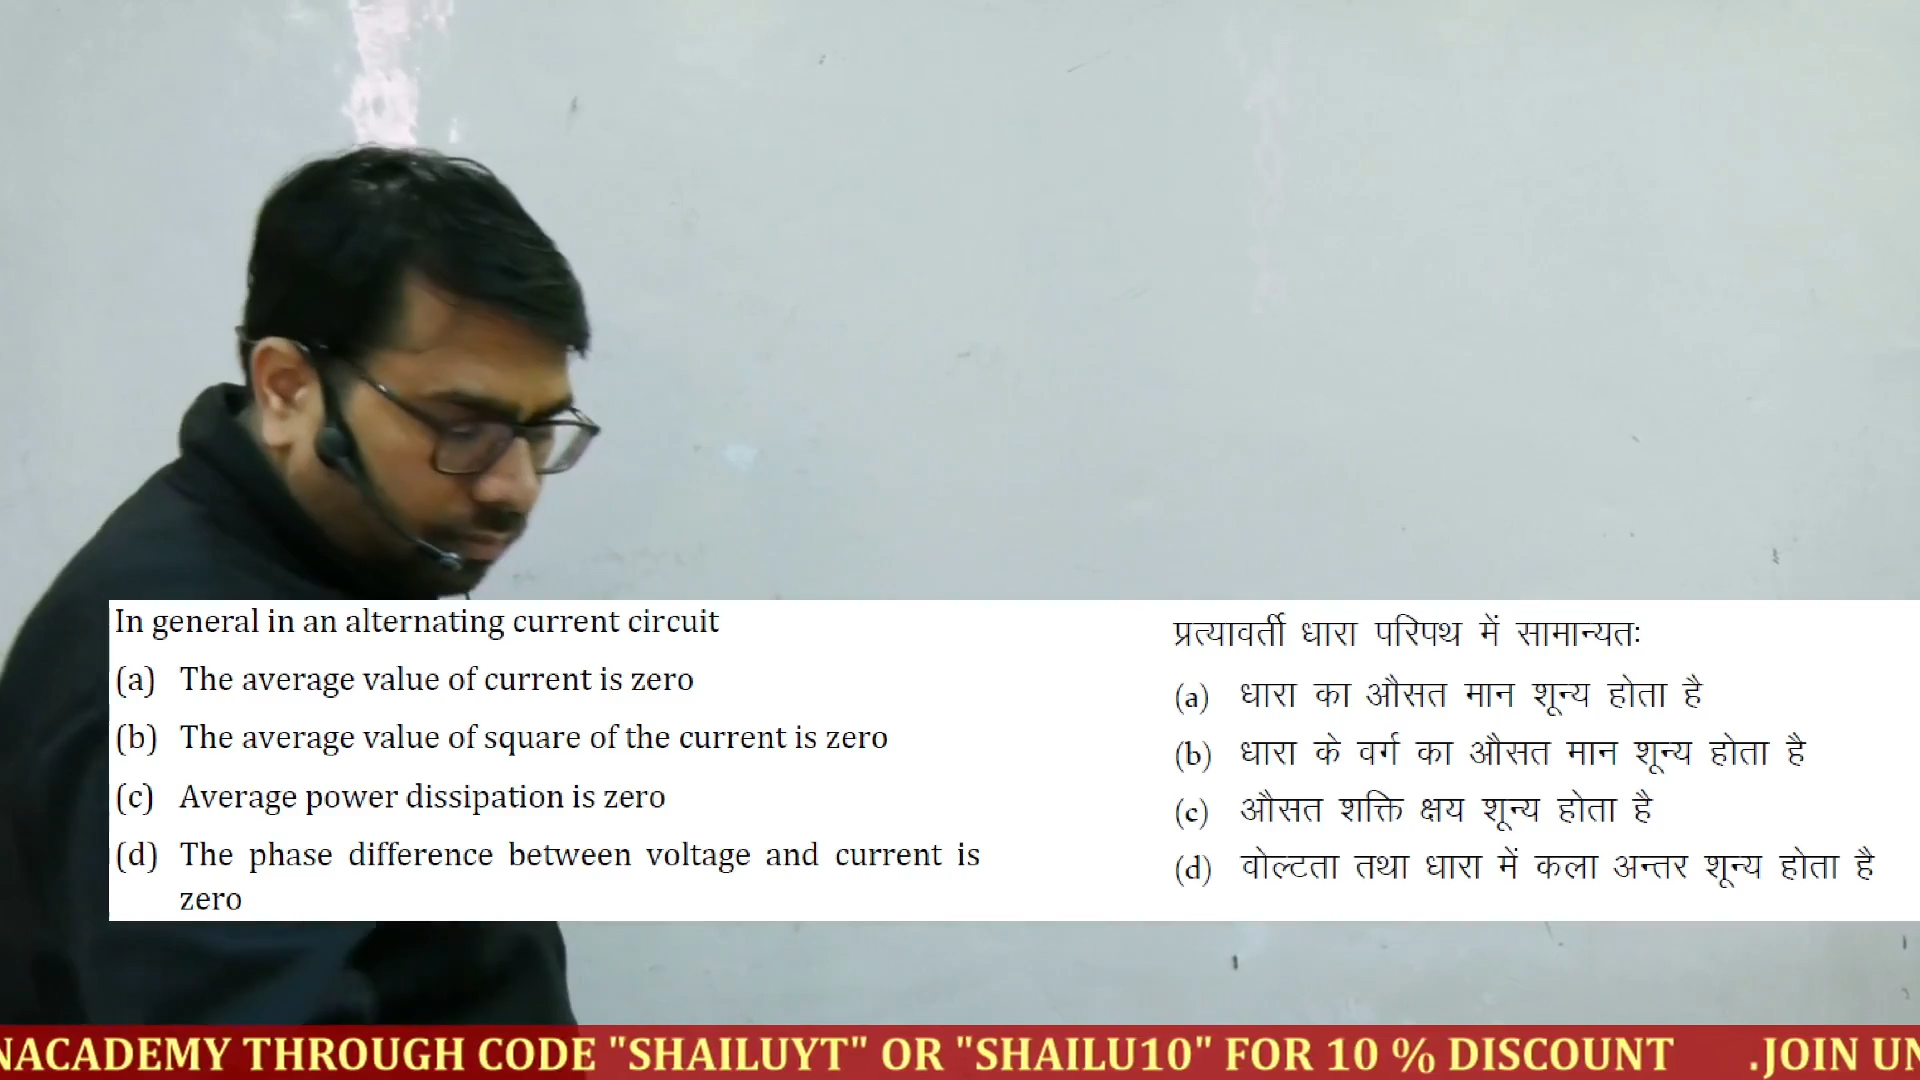 In general in an alternating current circuit
(a) The average value of current is zero
(b) The average value of square of the current is zero
(c) Average power dissipation is zero
(d) The phase difference between voltage and current is
zero
प्रत्यावर्ती धारा परिपथ में सामान्यतः
(a) धारा का औसत मान शून्य होता है
(b) धारा के वर्ग का औसत मान शून्य होता है
(c) औसत शक्ति क्षय शून्य होता है
(d) वोल्टता तथा धारा में कला अन्तर शून्य होता है
NACADEMY THROUGH CODE "SHAILUYT" OR "SHAILU10" FOR 10 % DISCOUNT .JOIN UN